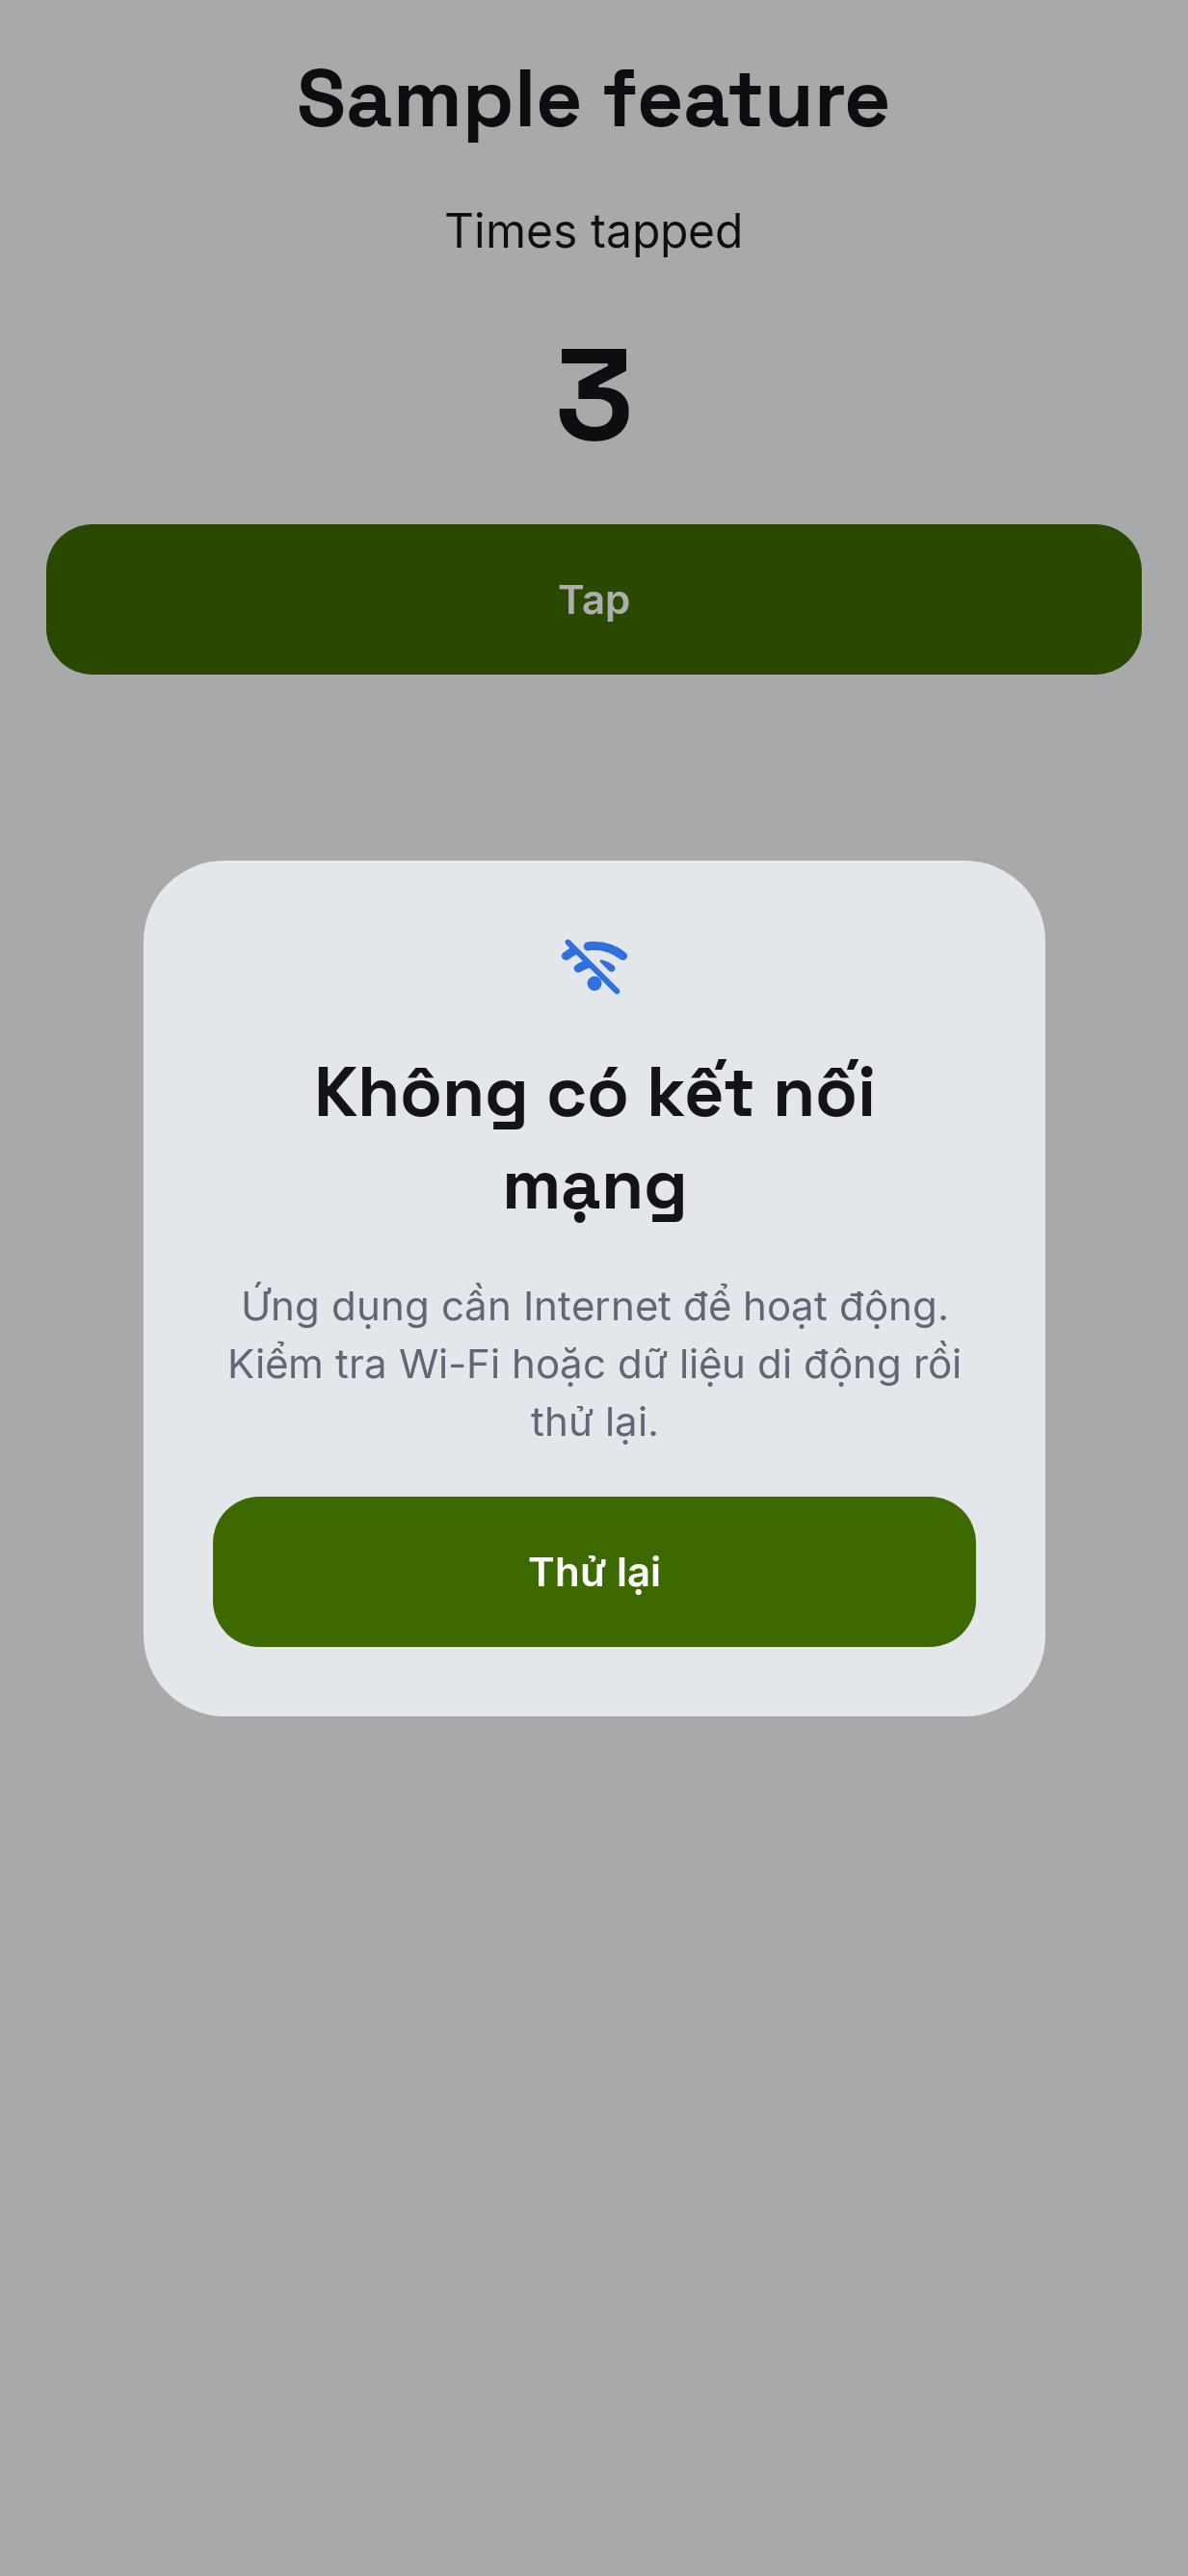 Sample feature
Times tapped
3
Tap
Không có kết nối
mạng
Ứng dụng cần Internet để hoạt động.
Kiểm tra Wi-Fi hoặc dữ liệu di động rồi
thử lại.
Thử lại